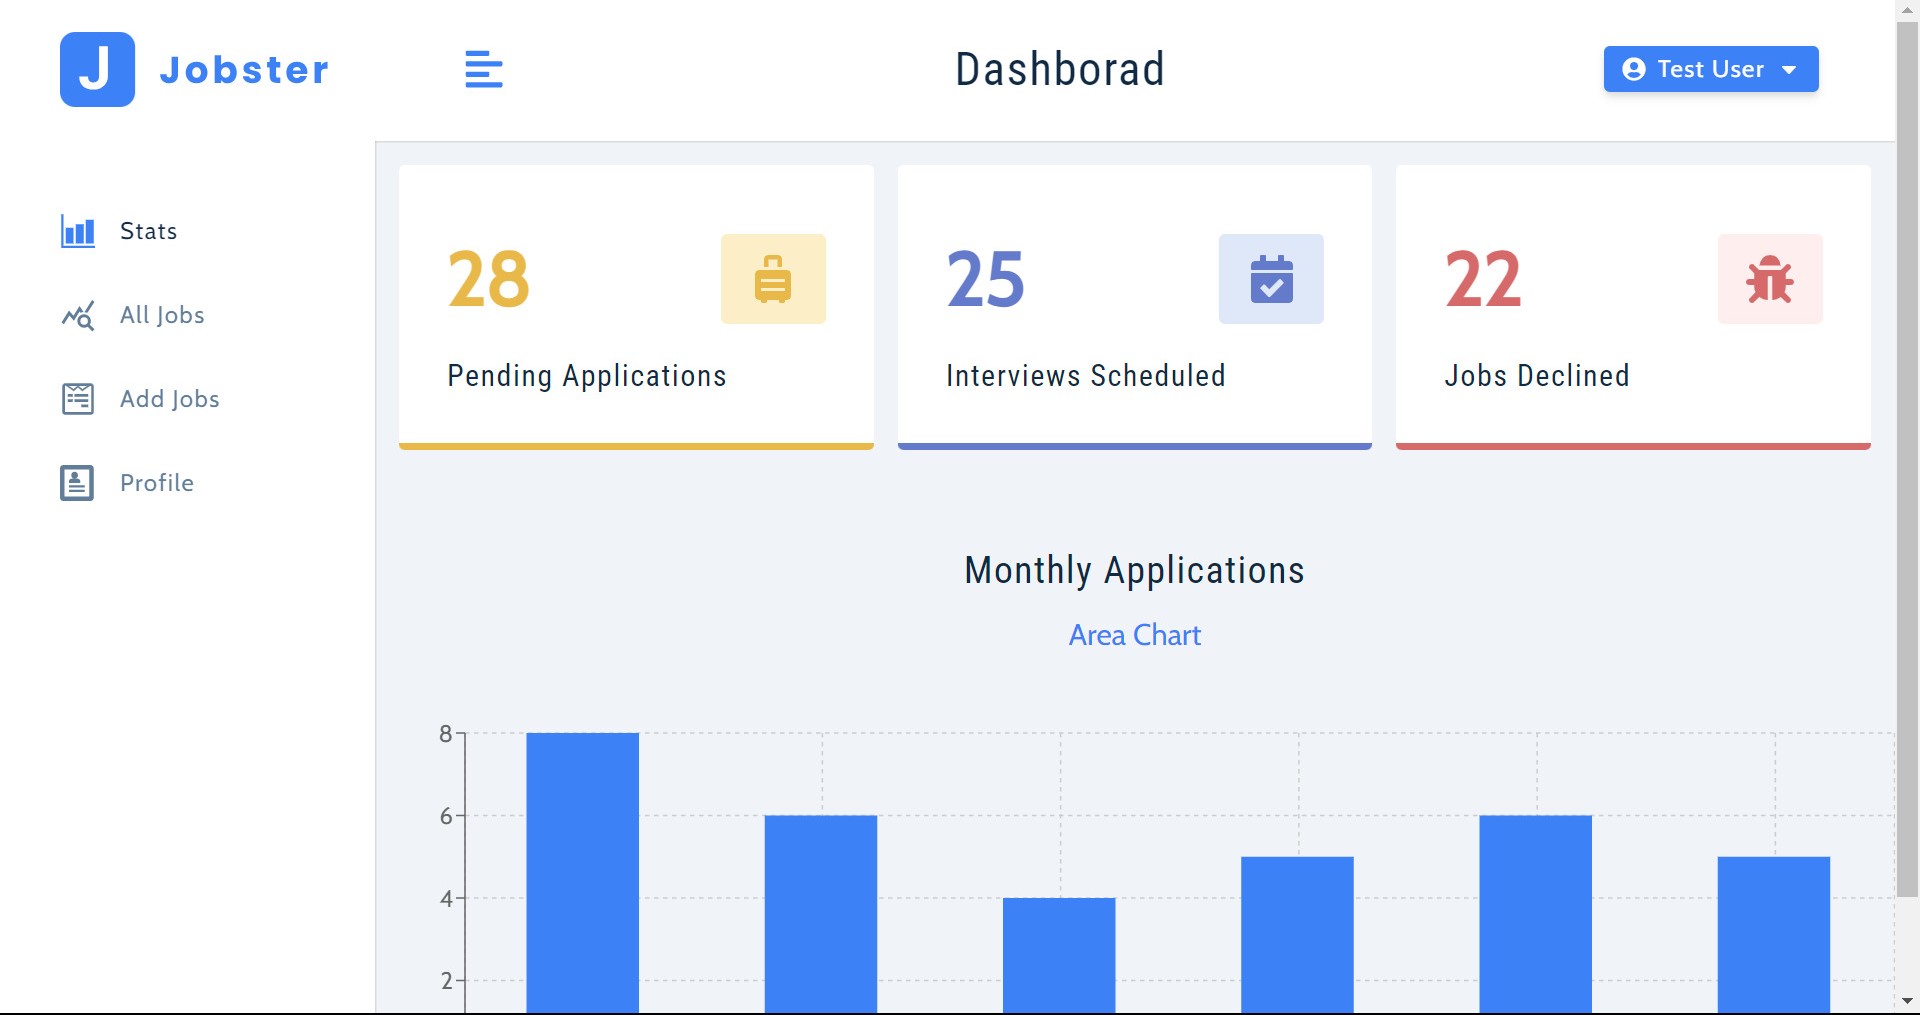 J Jobster
Dashborad
Test User
Stats
All Jobs
Add Jobs
Profile
28
Pending Applications
25
Interviews Scheduled
22
Jobs Declined
Monthly Applications
Area Chart
8
6
4
2